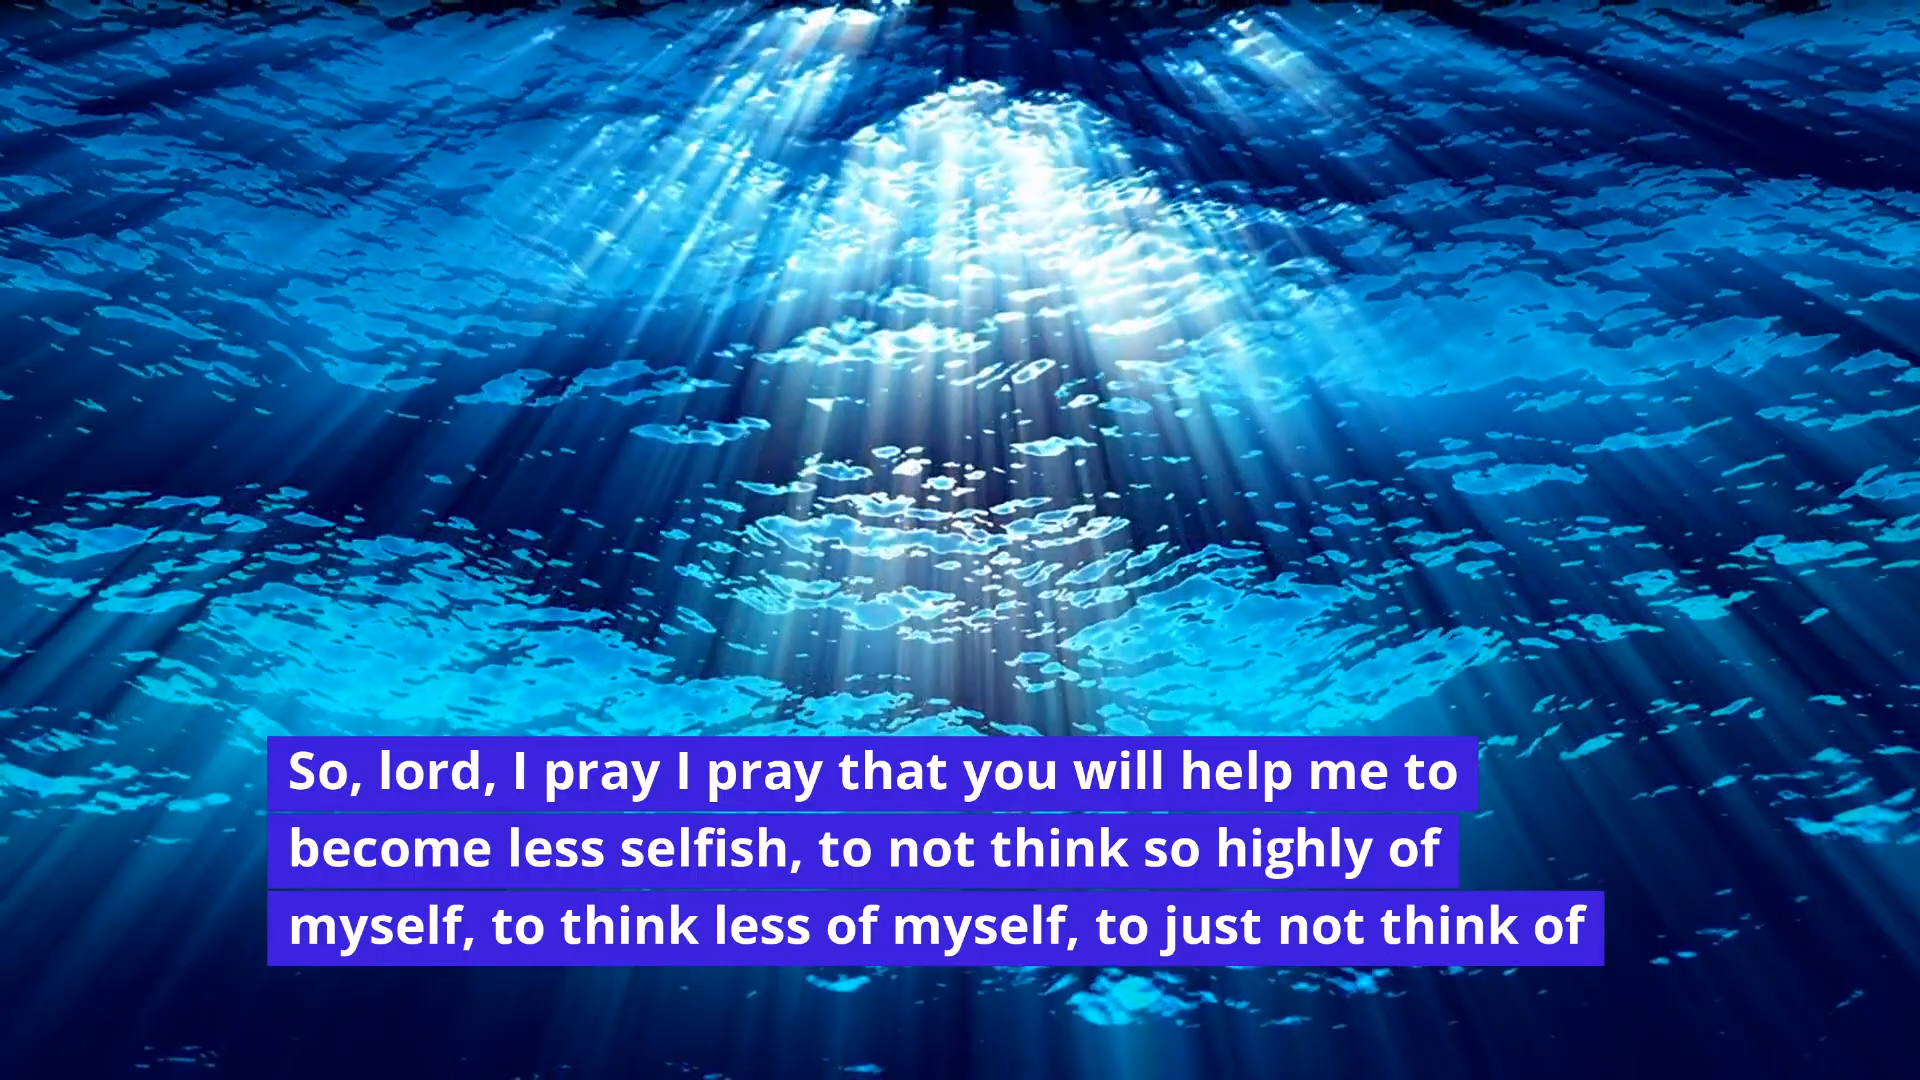 So, lord, I pray I pray that you will help me to
become less selfish, to not think so highly of
myself, to think less of myself, to just not think of